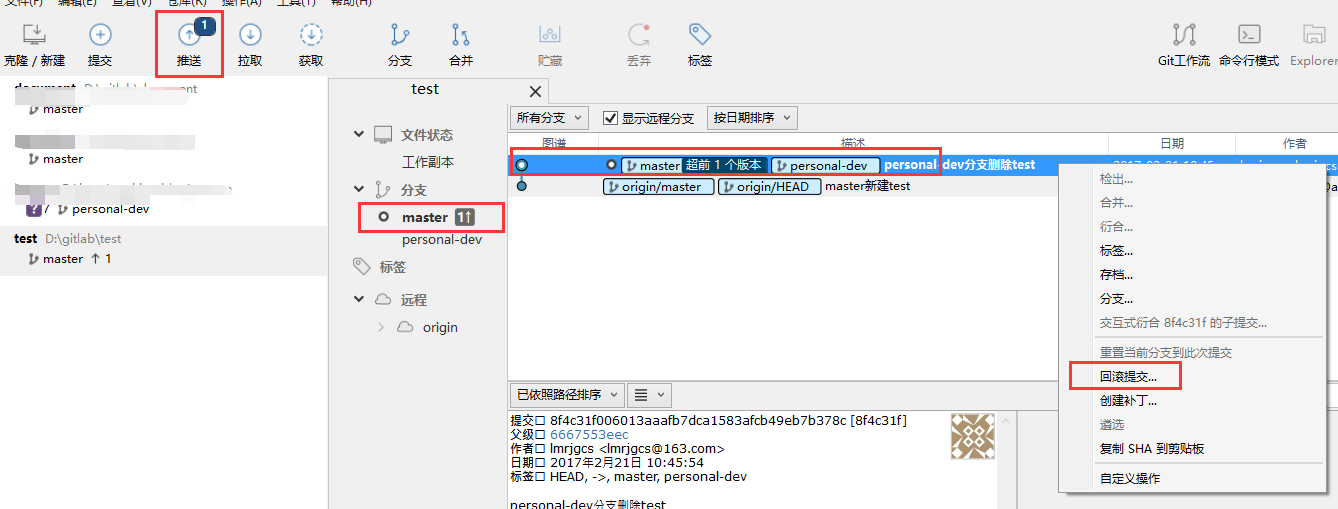 文件(F) 编辑(E) 查看(V) 仓库(R) 操作(A) 工具(T) 帮助(H)
1
克隆 / 新建 提交 推送 拉取 获取 分支 合并 贮藏 丢弃 标签 Git工作流 命令行模式 Explorer
test
master
master
? / personal-dev
test D:\gitlab\test
master ↑ 1
文件状态
工作副本
分支
master 1↑
personal-dev
标签
远程
origin
所有分支 显示远程分支 按日期排序
图谱 描述 日期 作者
master 超前 1 个版本 personal-dev personal-dev分支删除test
origin/master origin/HEAD master新建test
检出...
合并...
衍合...
标签...
存档...
分支...
交互式衍合 8f4c31f 的子提交...
重置当前分支到此次提交
回滚提交...
创建补丁...
遴选
复制 SHA 到剪贴板
自定义操作
已依照路径排序
提交□ 8f4c31f006013aaafb7dca1583afcb49eb7b378c [8f4c31f]
父级□ 6667553eec
作者□ lmrjgcs <lmrjgcs@163.com>
日期□ 2017年2月21日 10:45:54
标签□ HEAD, ->, master, personal-dev
personal-dev分支删除test